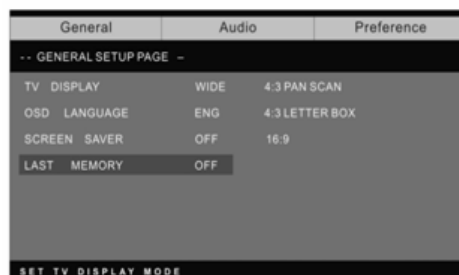 General Audio Preference
-- GENERAL SETUP PAGE –
TV DISPLAY WIDE 4:3 PAN SCAN
OSD LANGUAGE ENG 4:3 LETTER BOX
SCREEN SAVER OFF 16:9
LAST MEMORY OFF
SET TV DISPLAY MODE